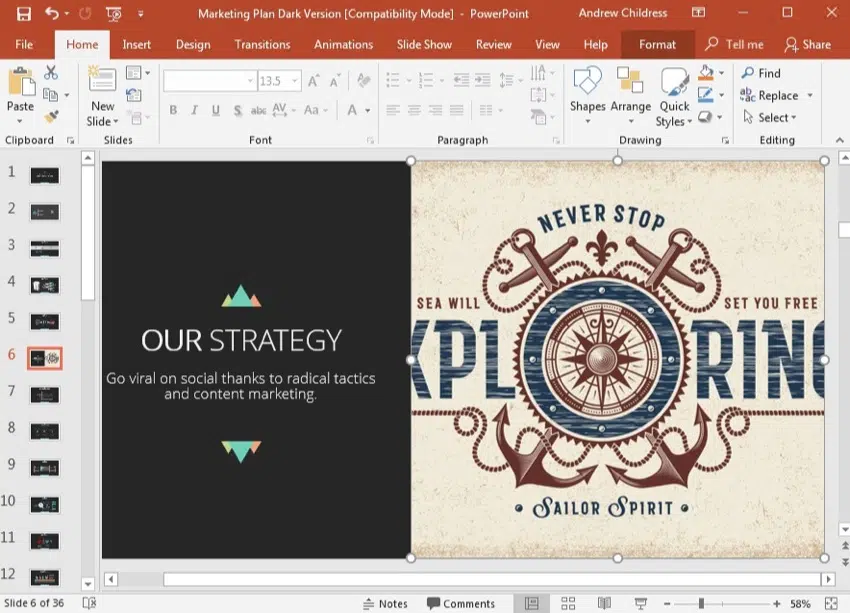 Marketing Plan Dark Version [Compatibility Mode] - PowerPoint
Andrew Childress
File Home Insert Design Transitions Animations Slide Show Review View Help Format Tell me Share
Paste
New
Slide
13.5
B I U S abc AV Aa A
Shapes Arrange Quick
Styles
Find
Replace
Select
Clipboard Slides Font Paragraph Drawing Editing
1
2
3
4
5
6
7
8
9
10
11
12
OUR STRATEGY
Go viral on social thanks to radical tactics
and content marketing.
NEVER STOP
SEA WILL SET YOU FREE
XPL RING
SAILOR SPIRIT
Slide 6 of 36 Notes Comments 58%